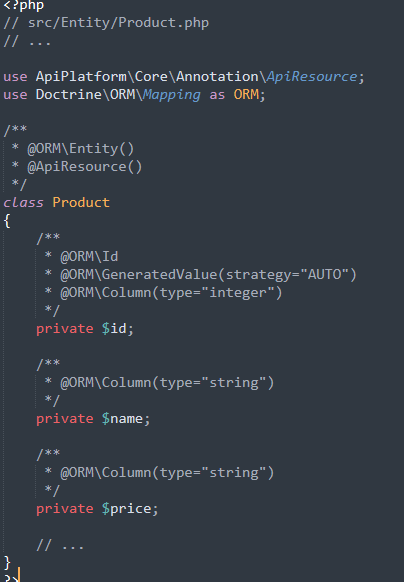 <?php
// src/Entity/Product.php
// ...

use ApiPlatform\Core\Annotation\ApiResource;
use Doctrine\ORM\Mapping as ORM;

/**
 * @ORM\Entity()
 * @ApiResource()
 */
class Product
{
    /**
     * @ORM\Id
     * @ORM\GeneratedValue(strategy="AUTO")
     * @ORM\Column(type="integer")
     */
    private $id;

    /**
     * @ORM\Column(type="string")
     */
    private $name;

    /**
     * @ORM\Column(type="string")
     */
    private $price;

    // ...
}
?>